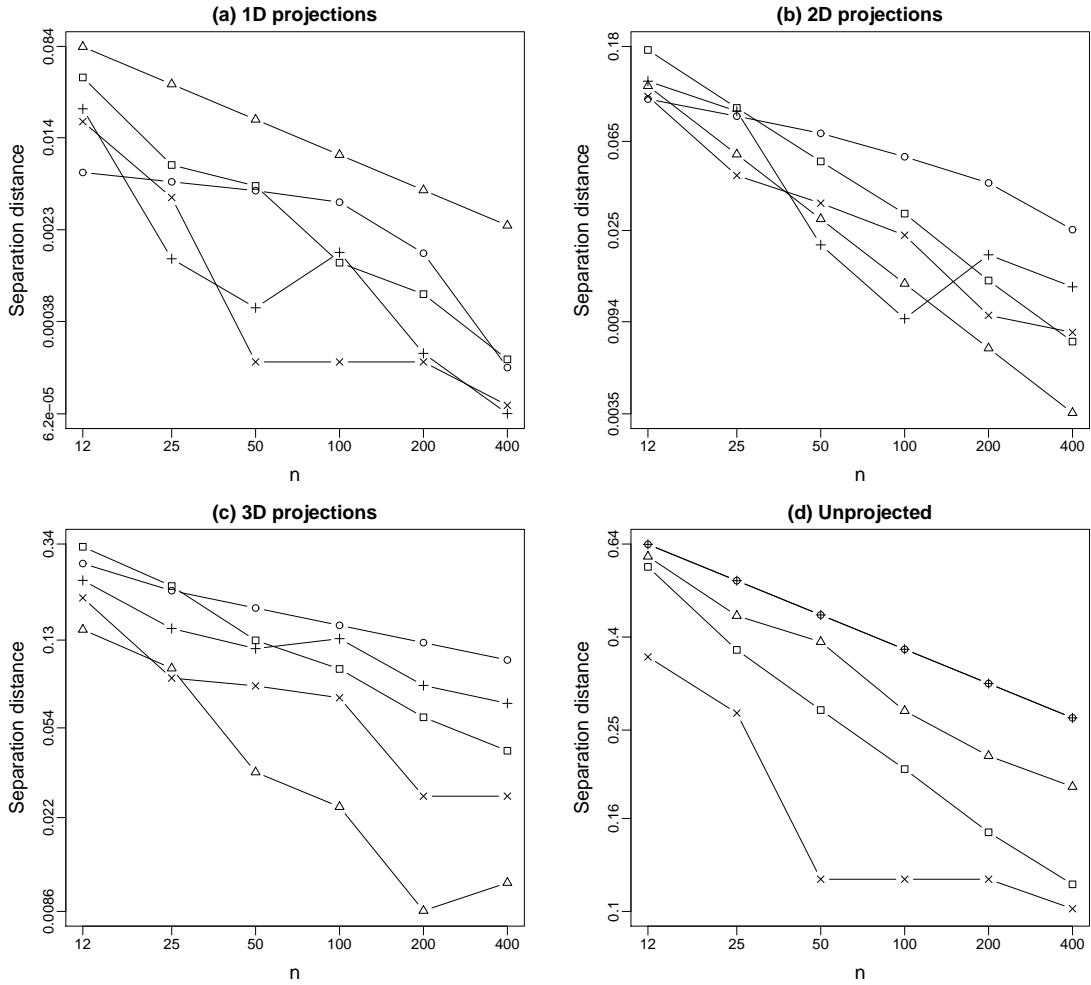 (a) 1D projections
Separation distance
0.084
0.014
0.0023
0.00038
6.2e−05
12 25 50 100 200 400
n
(b) 2D projections
Separation distance
0.18
0.065
0.025
0.0094
0.0035
12 25 50 100 200 400
n
(c) 3D projections
Separation distance
0.34
0.13
0.054
0.022
0.0086
12 25 50 100 200 400
n
(d) Unprojected
Separation distance
0.64
0.4
0.25
0.16
0.1
12 25 50 100 200 400
n